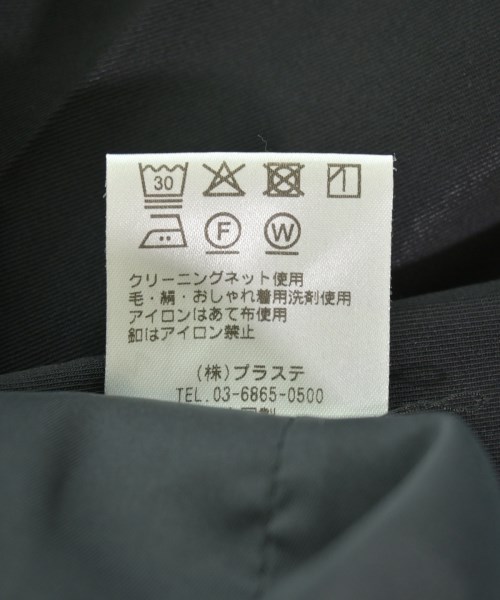 30
F W
クリーニングネット使用
毛・絹・おしゃれ着用洗剤使用
アイロンはあて布使用
釦はアイロン禁止
(株)プラステ
TEL.03-6865-0500